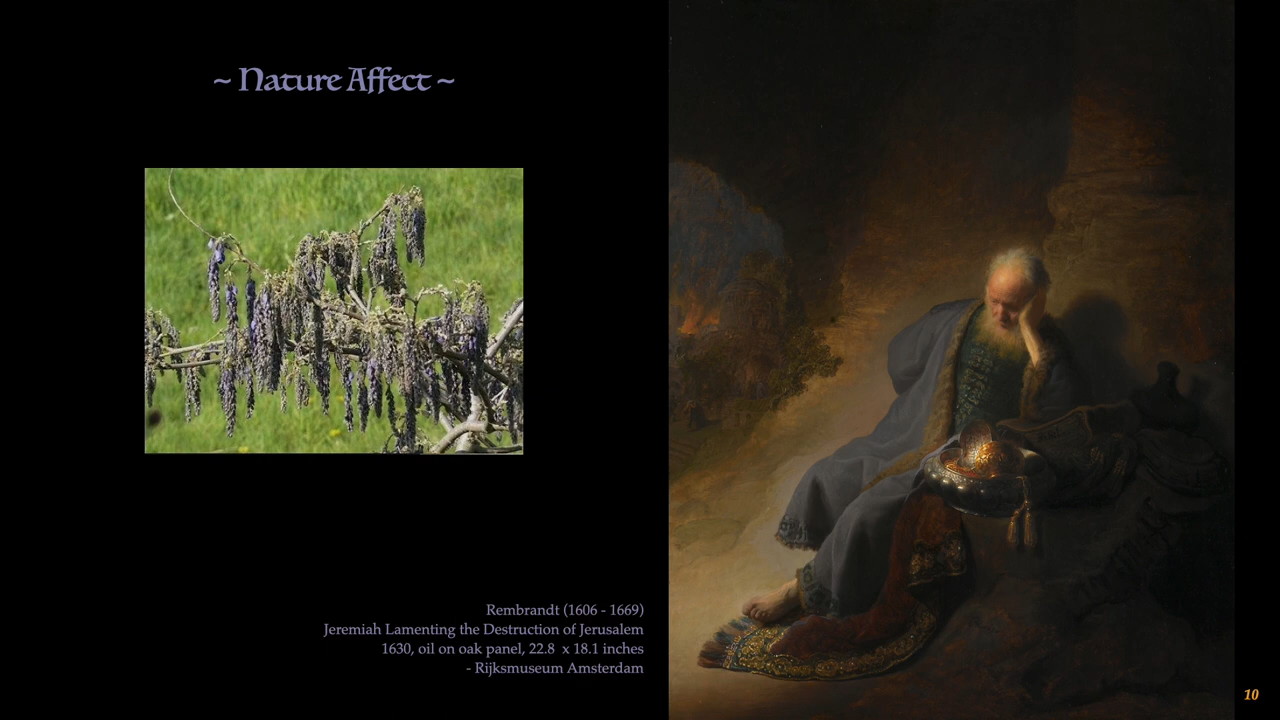 ~ Nature Affect ~
Rembrandt (1606 - 1669)
Jeremiah Lamenting the Destruction of Jerusalem
1630, oil on oak panel, 22.8  x 18.1 inches
- Rijksmuseum Amsterdam
10